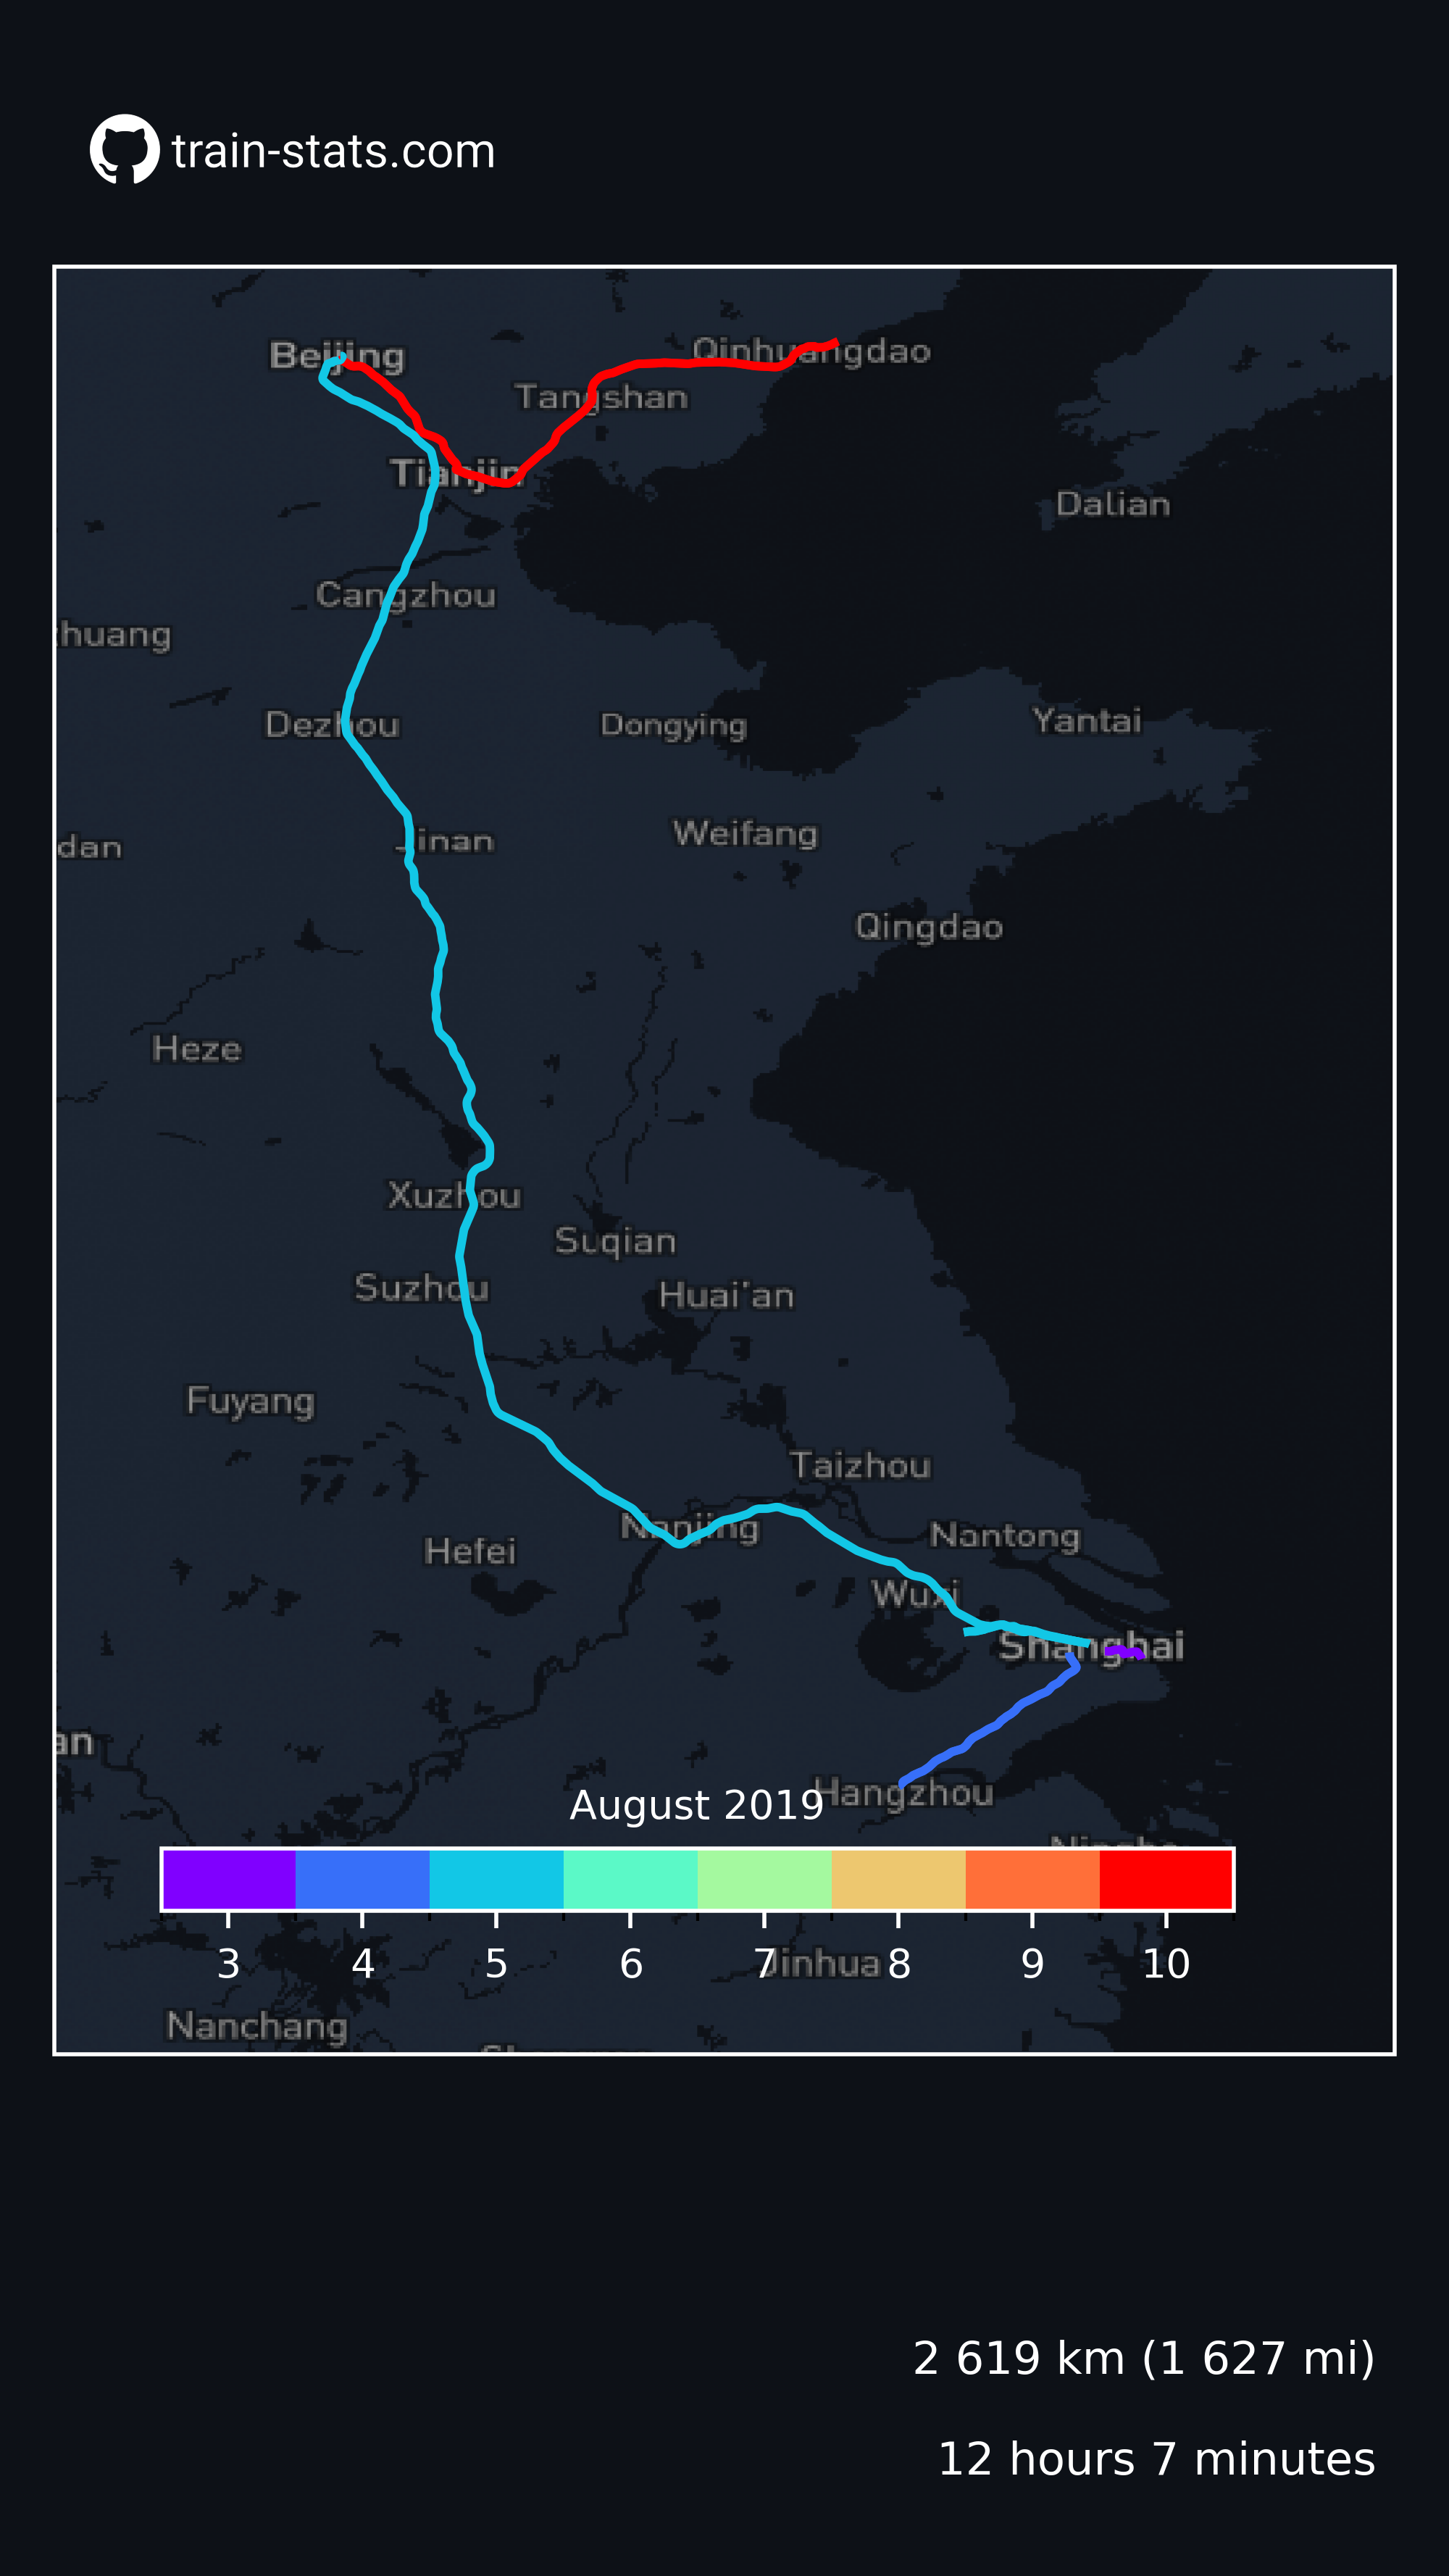 train-stats.com
Beijing
Qinhuangdao
Tangshan
Tianjin
Dalian
Cangzhou
huang
Dezhou
Dongying
Yantai
Weifang
Jinan
dan
Qingdao
Heze
Xuzhou
Suqian
Suzhou
Huai'an
Fuyang
Taizhou
Nanjing
Nantong
Hefei
Wuxi
Shanghai
an
Hangzhou
August 2019
3 4 5 6 7 8 9 10
Jinhua
Nanchang
2 619 km (1 627 mi)
12 hours 7 minutes